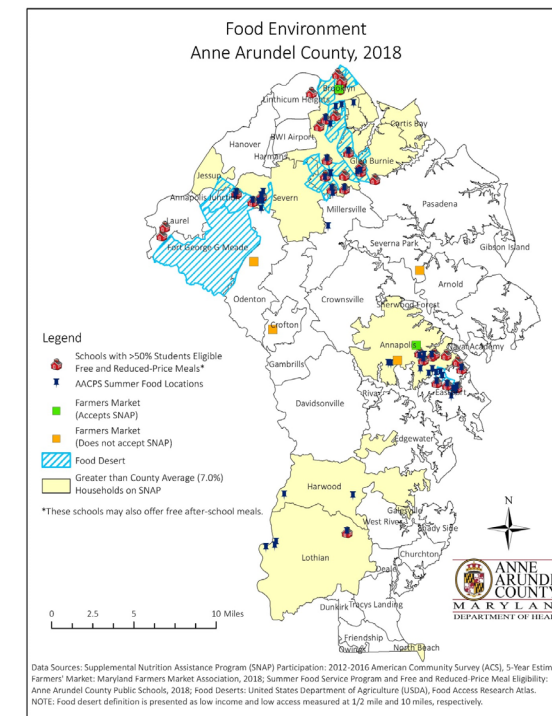 Food Environment
Anne Arundel County, 2018
Brooklyn
Linthicum Heights
Curtis Bay
BWI Airport
Hanover
Harmans
Glen Burnie
Jessup
Annapolis Junction
Severn
Millersville
Pasadena
Laurel
Severna Park
Gibson Island
Fort George G Meade
Arnold
Odenton
Crownsville
Sherwood Forest
Crofton
Annapolis
Naval Academy
Gambrills
Davidsonville
Edgewater
Harwood
Galesville
West River
Shady Side
Lothian
Churchton
Deale
Dunkirk
Tracys Landing
Friendship
Owings
North Beach
Legend
Schools with >50% Students Eligible
Free and Reduced-Price Meals*
AACPS Summer Food Locations
Farmers Market
(Accepts SNAP)
Farmers Market
(Does not accept SNAP)
Food Desert
Greater than County Average (7.0%)
Households on SNAP
*These schools may also offer free after-school meals.
N
0 2.5 5 10 Miles
ANNE
ARUNDEL
COUNTY
MARYLAND
DEPARTMENT OF HEA
Data Sources: Supplemental Nutrition Assistance Program (SNAP) Participation: 2012-2016 American Community Survey (ACS), 5-Year Estim
Farmers' Market: Maryland Farmers Market Association, 2018; Summer Food Service Program and Free and Reduced-Price Meal Eligibility:
Anne Arundel County Public Schools, 2018; Food Deserts: United States Department of Agriculture (USDA), Food Access Research Atlas.
NOTE: Food desert definition is presented as low income and low access measured at 1/2 mile and 10 miles, respectively.